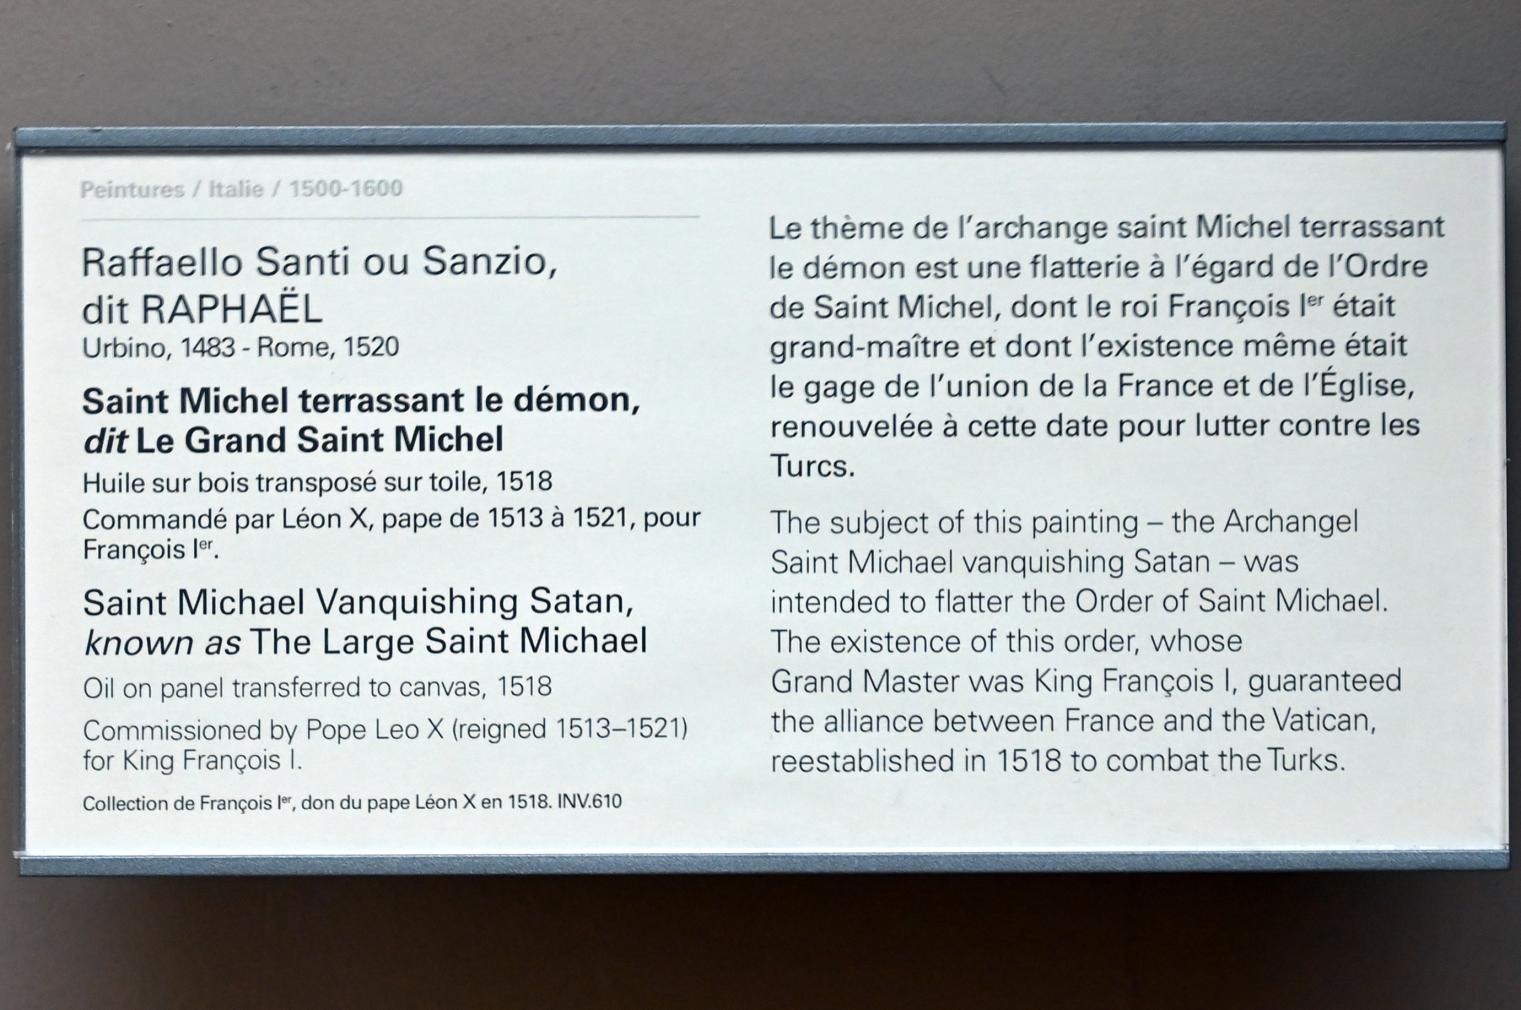 Peintures / Italie / 1500-1600
Raffaello Santi ou Sanzio,
dit RAPHAËL
Urbino, 1483 - Rome, 1520
Saint Michel terrassant le démon,
dit Le Grand Saint Michel
Huile sur bois transposé sur toile, 1518
Commandé par Léon X, pape de 1513 à 1521, pour
François Ier.
Saint Michael Vanquishing Satan,
known as The Large Saint Michael
Oil on panel transferred to canvas, 1518
Commissioned by Pope Leo X (reigned 1513–1521)
for King François I.
Collection de François Ier, don du pape Léon X en 1518. INV.610
Le thème de l'archange saint Michel terrassant
le démon est une flatterie à l'égard de l'Ordre
de Saint Michel, dont le roi François Ier était
grand-maître et dont l'existence même était
le gage de l'union de la France et de l'Église,
renouvelée à cette date pour lutter contre les
Turcs.
The subject of this painting – the Archangel
Saint Michael vanquishing Satan – was
intended to flatter the Order of Saint Michael.
The existence of this order, whose
Grand Master was King François I, guaranteed
the alliance between France and the Vatican,
reestablished in 1518 to combat the Turks.